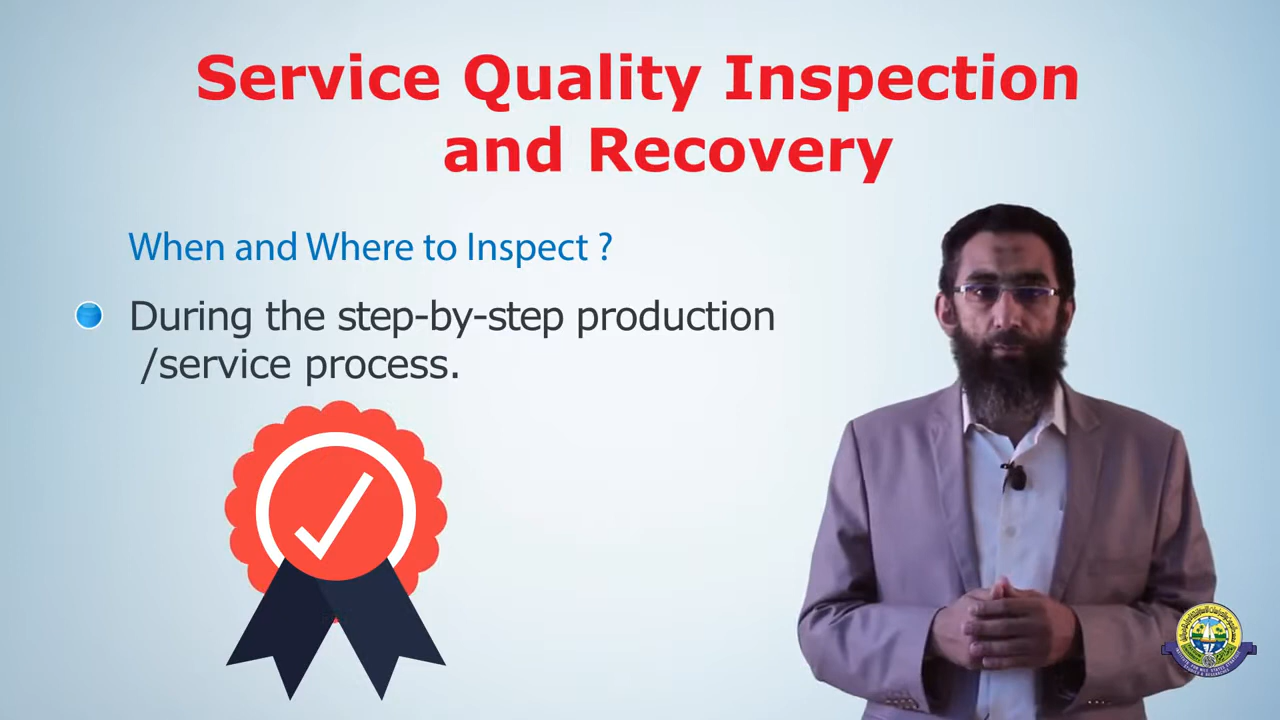 Service Quality Inspection
and Recovery
When and Where to Inspect ?
During the step-by-step production
/service process.